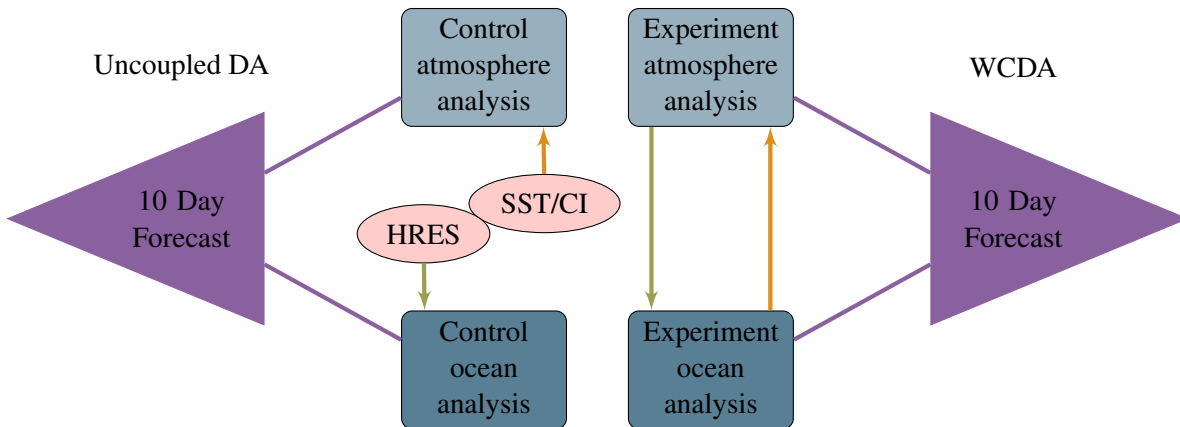 Uncoupled DA
Control
atmosphere
analysis
Experiment
atmosphere
analysis
WCDA
10 Day
Forecast
SST/CI
HRES
10 Day
Forecast
Control
ocean
analysis
Experiment
ocean
analysis